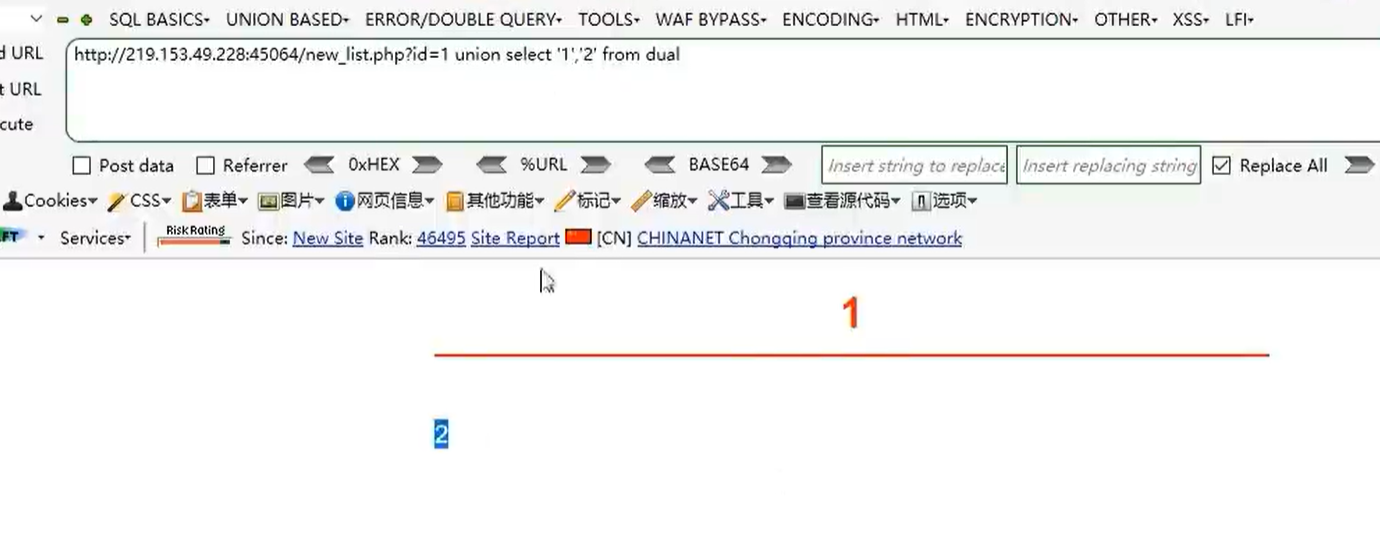 SQL BASICS UNION BASED ERROR/DOUBLE QUERY TOOLS WAF BYPASS ENCODING HTML ENCRYPTION OTHER XSS LFI
d URL
http://219.153.49.228:45064/new_list.php?id=1 union select '1','2' from dual
t URL
cute
Post data Referrer 0xHEX %URL BASE64 Insert string to replace Insert replacing string Replace All
Cookies CSS 表单 图片 网页信息 其他功能 标记 缩放 工具 查看源代码 选项
FT Services Risk Rating Since: New Site Rank: 46495 Site Report [CN] CHINANET Chongqing province network
1
2